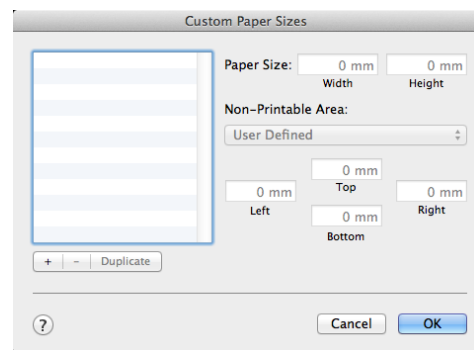 Custom Paper Sizes
Paper Size: 0 mm 0 mm
Width Height
Non-Printable Area:
User Defined
0 mm
Top
0 mm 0 mm
Left Right
0 mm
Bottom
+ - Duplicate
? Cancel OK